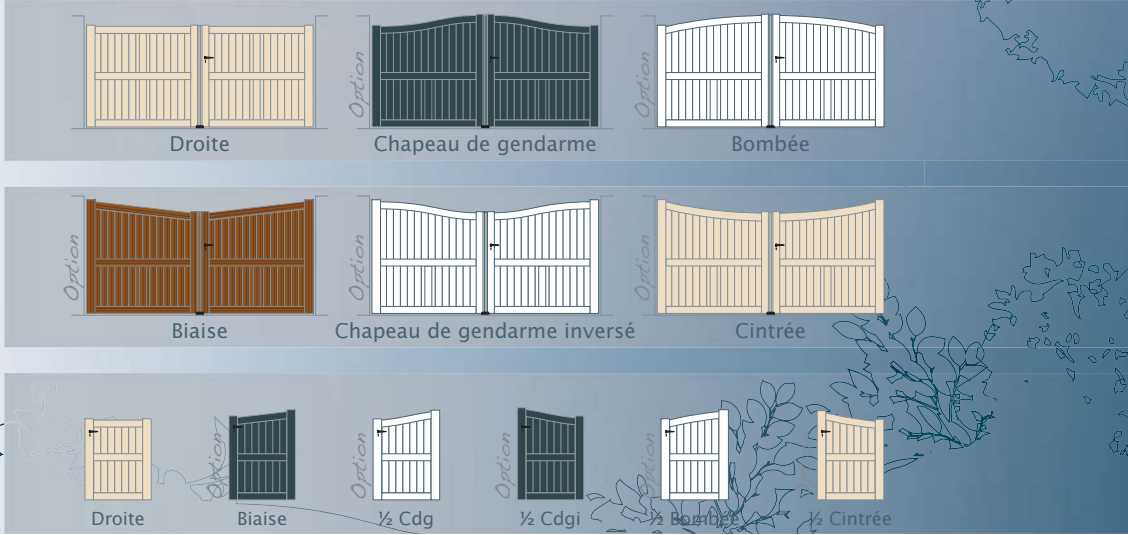 Option
Option
Droite
Chapeau de gendarme
Bombée
Option
Option
Option
Biaise
Chapeau de gendarme inversé
Cintrée
Option
Option
Option
Option
Option
Droite
Biaise
½ Cdg
½ Cdgi
½ Bombée
½ Cintrée